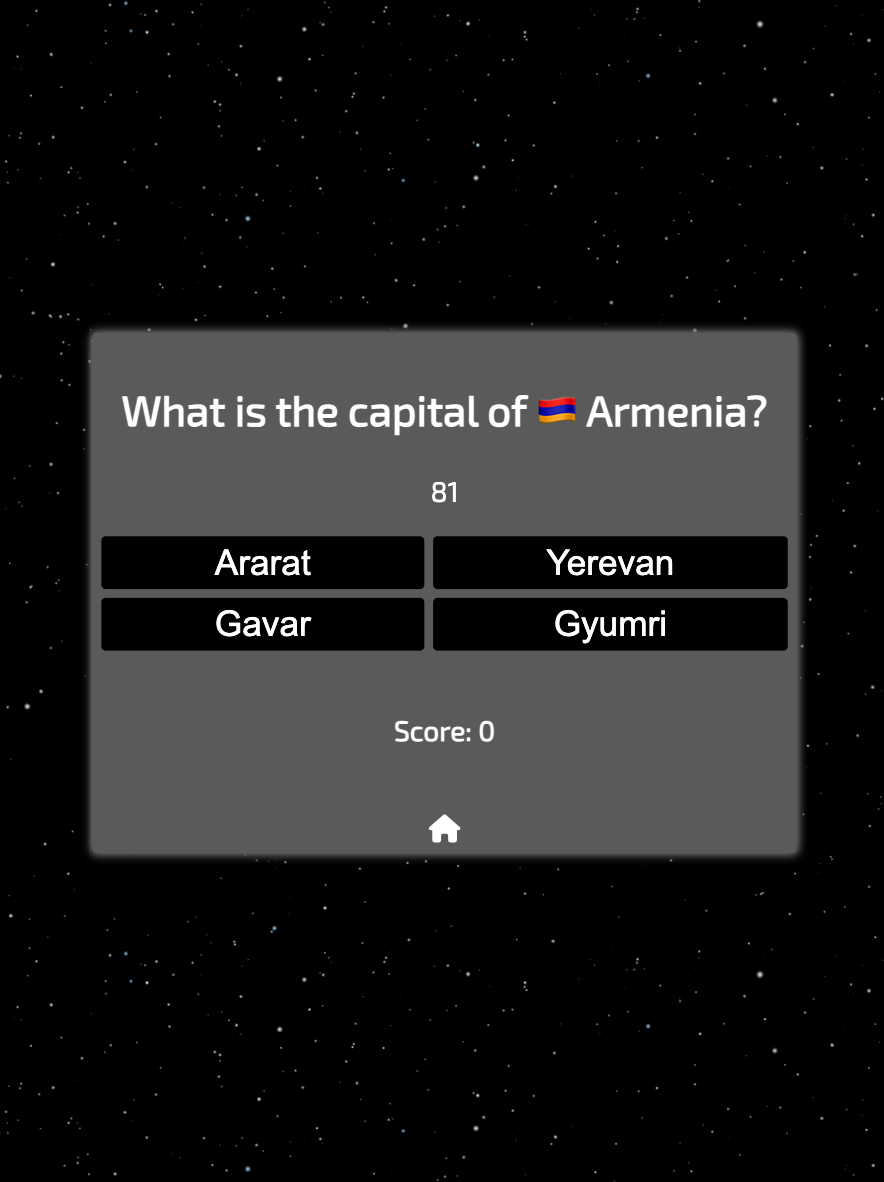 What is the capital of 🇦🇲 Armenia?
81
Ararat
Yerevan
Gavar
Gyumri
Score: 0